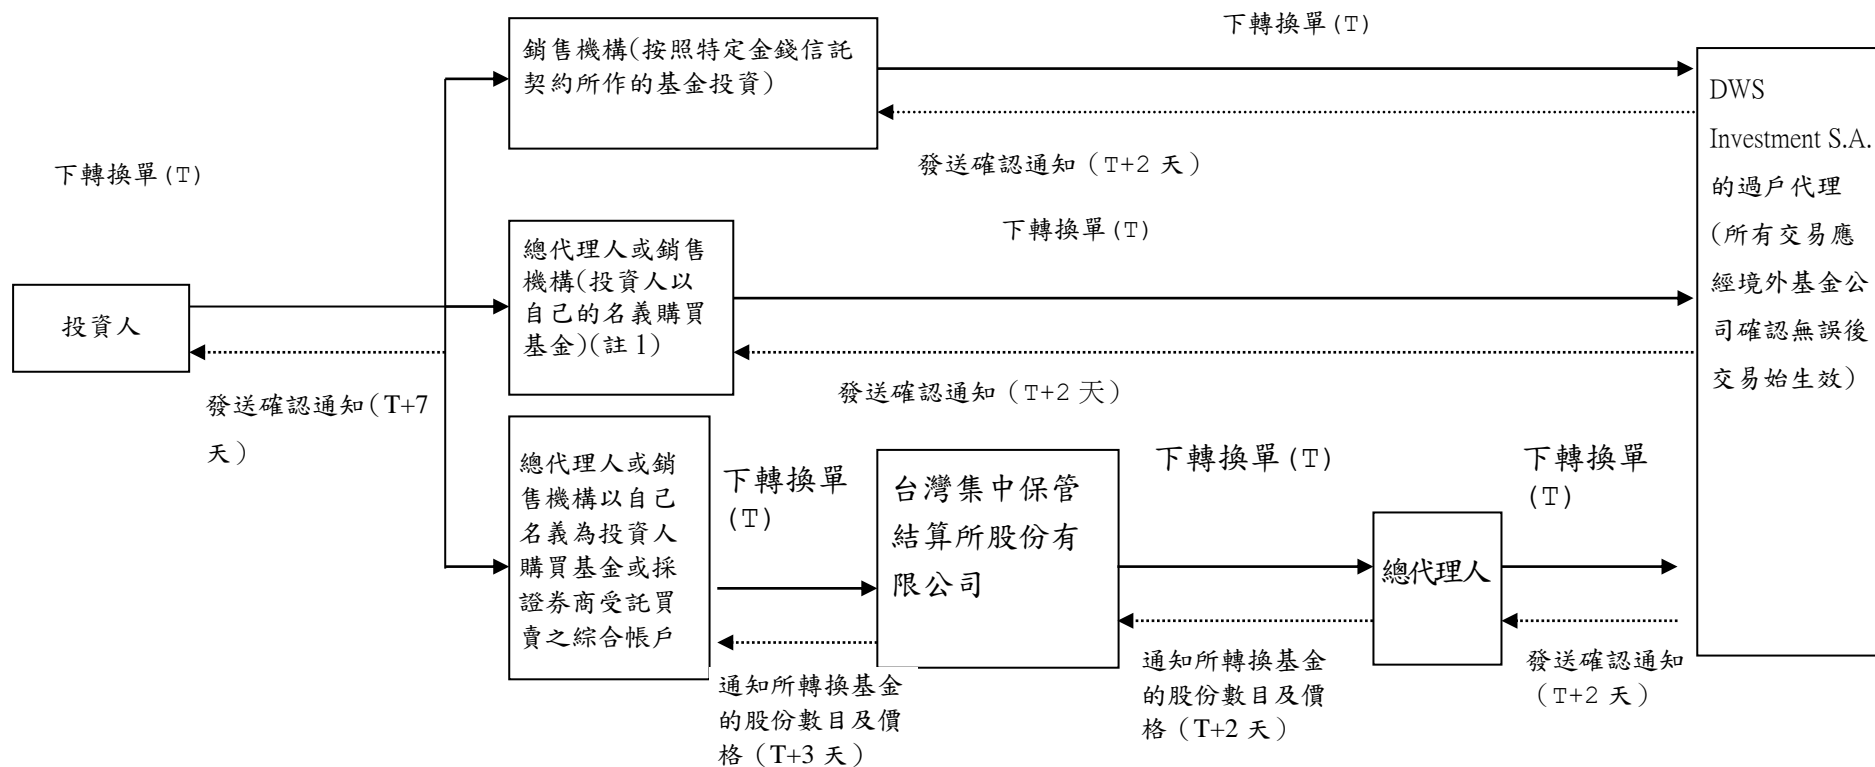 下轉換單(T)
銷售機構(按照特定金錢信託
契約所作的基金投資)
下轉換單(T)
發送確認通知（T+2 天）
DWS
Investment S.A.
的過戶代理
(所有交易應
經境外基金公
司確認無誤後
交易始生效)
投資人
總代理人或銷售
機構(投資人以
自己的名義購買
基金)(註 1)
下轉換單(T)
發送確認通知（T+2 天）
發送確認通知（T+7
天）
總代理人或銷
售機構以自己
名義為投資人
購買基金或採
證券商受託買
賣之綜合帳戶
下轉換單
(T)
台灣集中保管
結算所股份有
限公司
下轉換單(T)
總代理人
下轉換單
(T)
通知所轉換基金
的股份數目及價
格（T+3 天）
通知所轉換基金
的股份數目及價
格（T+2 天）
發送確認通知
（T+2 天）